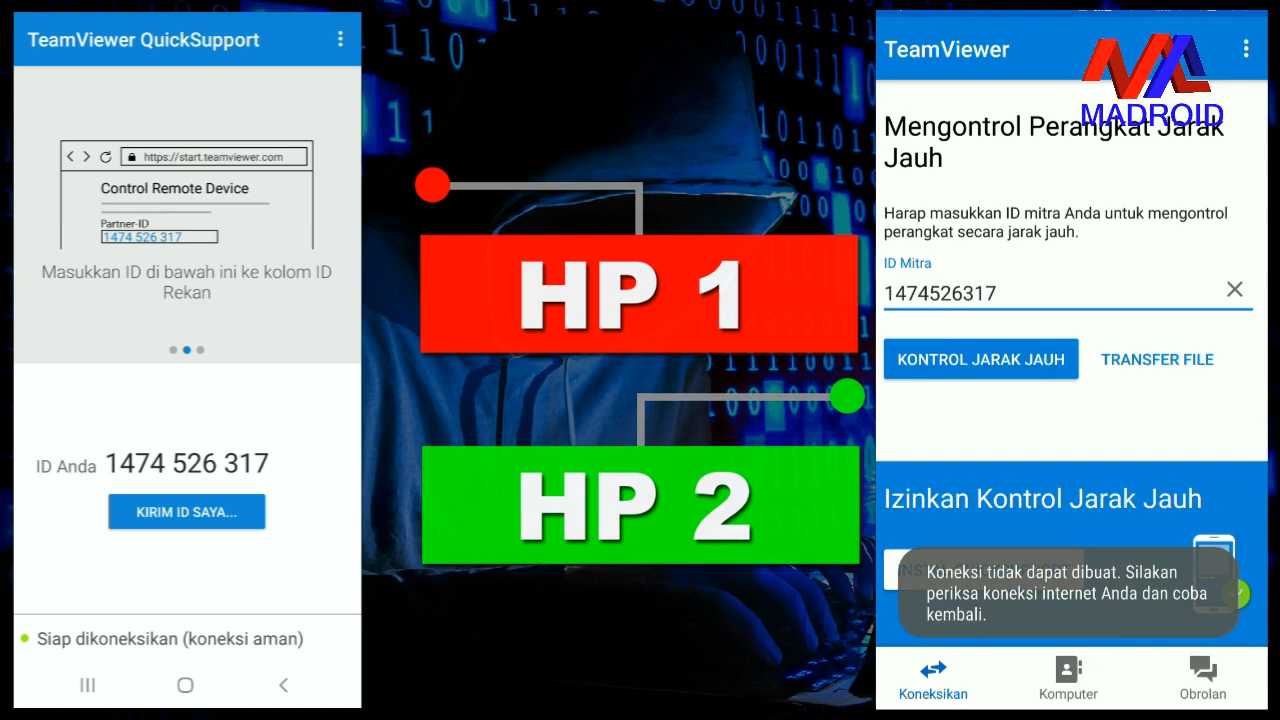 TeamViewer QuickSupport
https://start.teamviewer.com
Control Remote Device
Partner-ID
1474 526 317
Masukkan ID di bawah ini ke kolom ID
Rekan
ID Anda 1474 526 317
KIRIM ID SAYA...
Siap dikoneksikan (koneksi aman)
HP 1
HP 2
TeamViewer
MADROID
Mengontrol Perangkat Jarak
Jauh
Harap masukkan ID mitra Anda untuk mengontrol
perangkat secara jarak jauh.
ID Mitra
1474526317
KONTROL JARAK JAUH
TRANSFER FILE
Izinkan Kontrol Jarak Jauh
Koneksi tidak dapat dibuat. Silakan
periksa koneksi internet Anda dan coba
kembali.
Koneksikan
Komputer
Obrolan